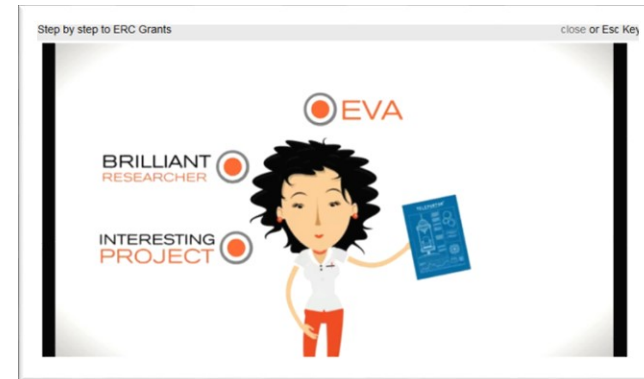 Step by step to ERC Grants
close or Esc Key
EVA
BRILLIANT
RESEARCHER
INTERESTING
PROJECT